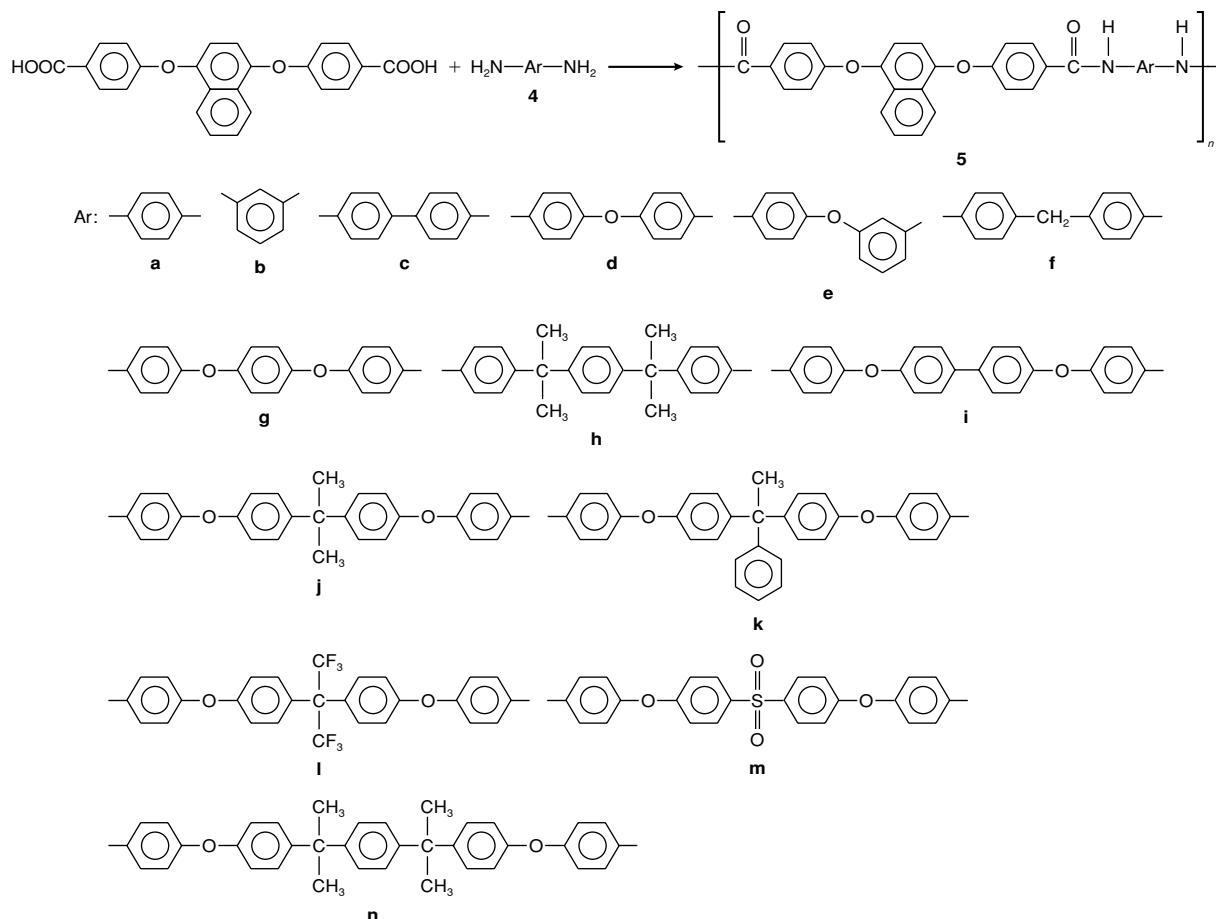 HOOC O O COOH + H2N Ar NH2 C O O C N Ar N n
O O H H
4 5
Ar:
O O CH2
a b c d e f
CH3 CH3
O O C C O O
CH3 CH3
g h i
CH3 CH3
O C O O C O
CH3
j k
CF3 O
O C O O S O
CF3 O
l m
CH3 CH3
O C C O
CH3 CH3
n